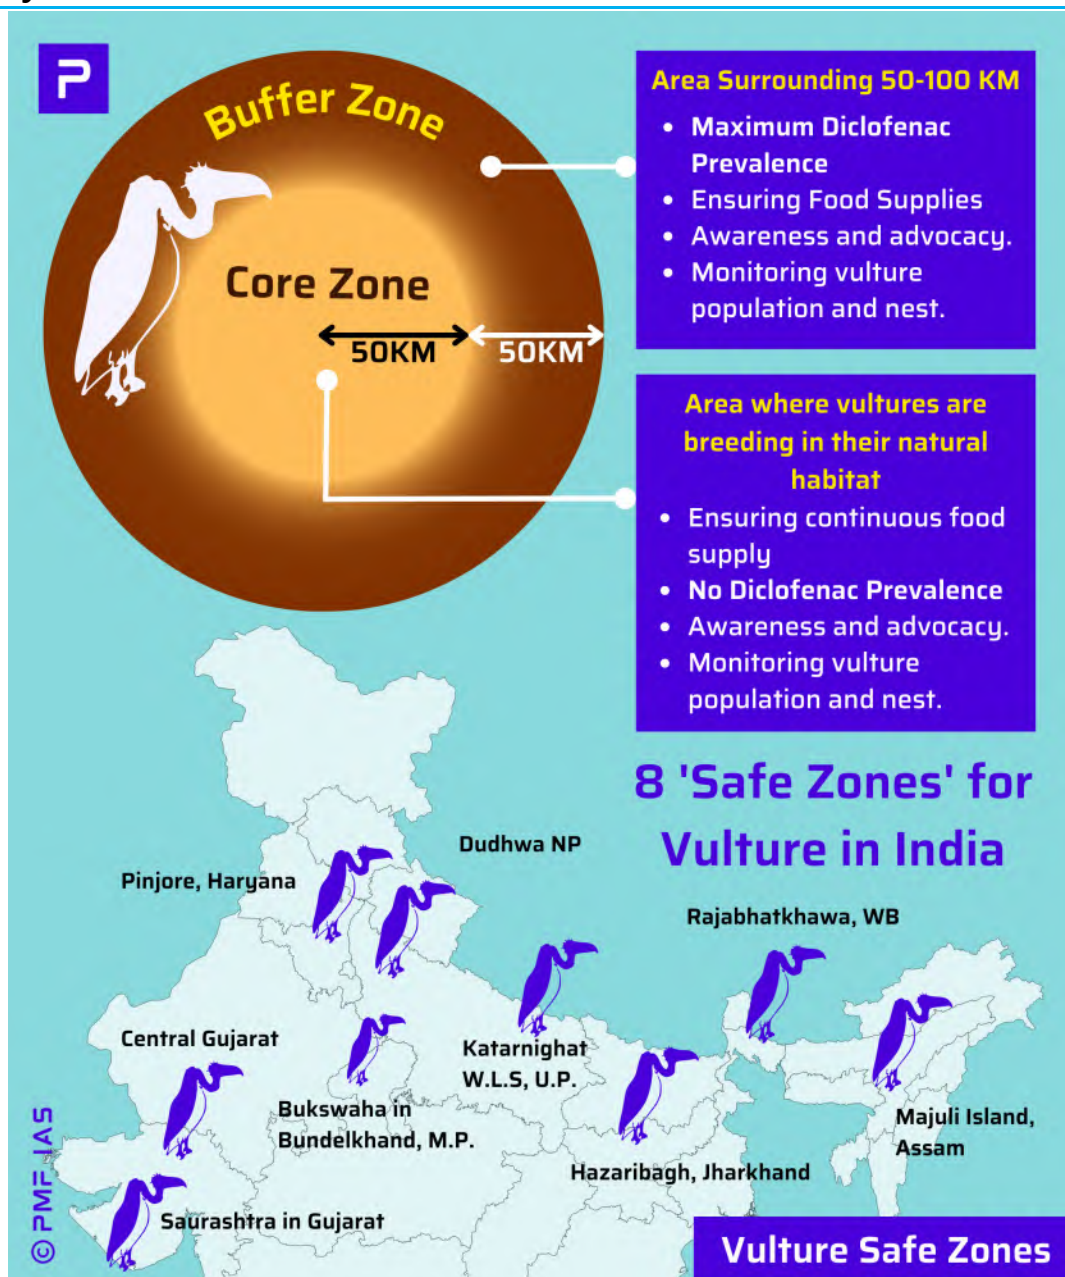 P
Buffer Zone
Core Zone
50KM
50KM
Area Surrounding 50-100 KM
• Maximum Diclofenac
Prevalence
• Ensuring Food Supplies
• Awareness and advocacy.
• Monitoring vulture
population and nest.
Area where vultures are
breeding in their natural
habitat
• Ensuring continuous food
supply
• No Diclofenac Prevalence
• Awareness and advocacy.
• Monitoring vulture
population and nest.
8 'Safe Zones' for
Vulture in India
Dudhwa NP
Pinjore, Haryana
Rajabhatkhawa, WB
Central Gujarat
Katarnighat
W.L.S, U.P.
Bukswaha in
Bundelkhand, M.P.
Majuli Island,
Assam
Hazaribagh, Jharkhand
Saurashtra in Gujarat
© PMF IAS
Vulture Safe Zones